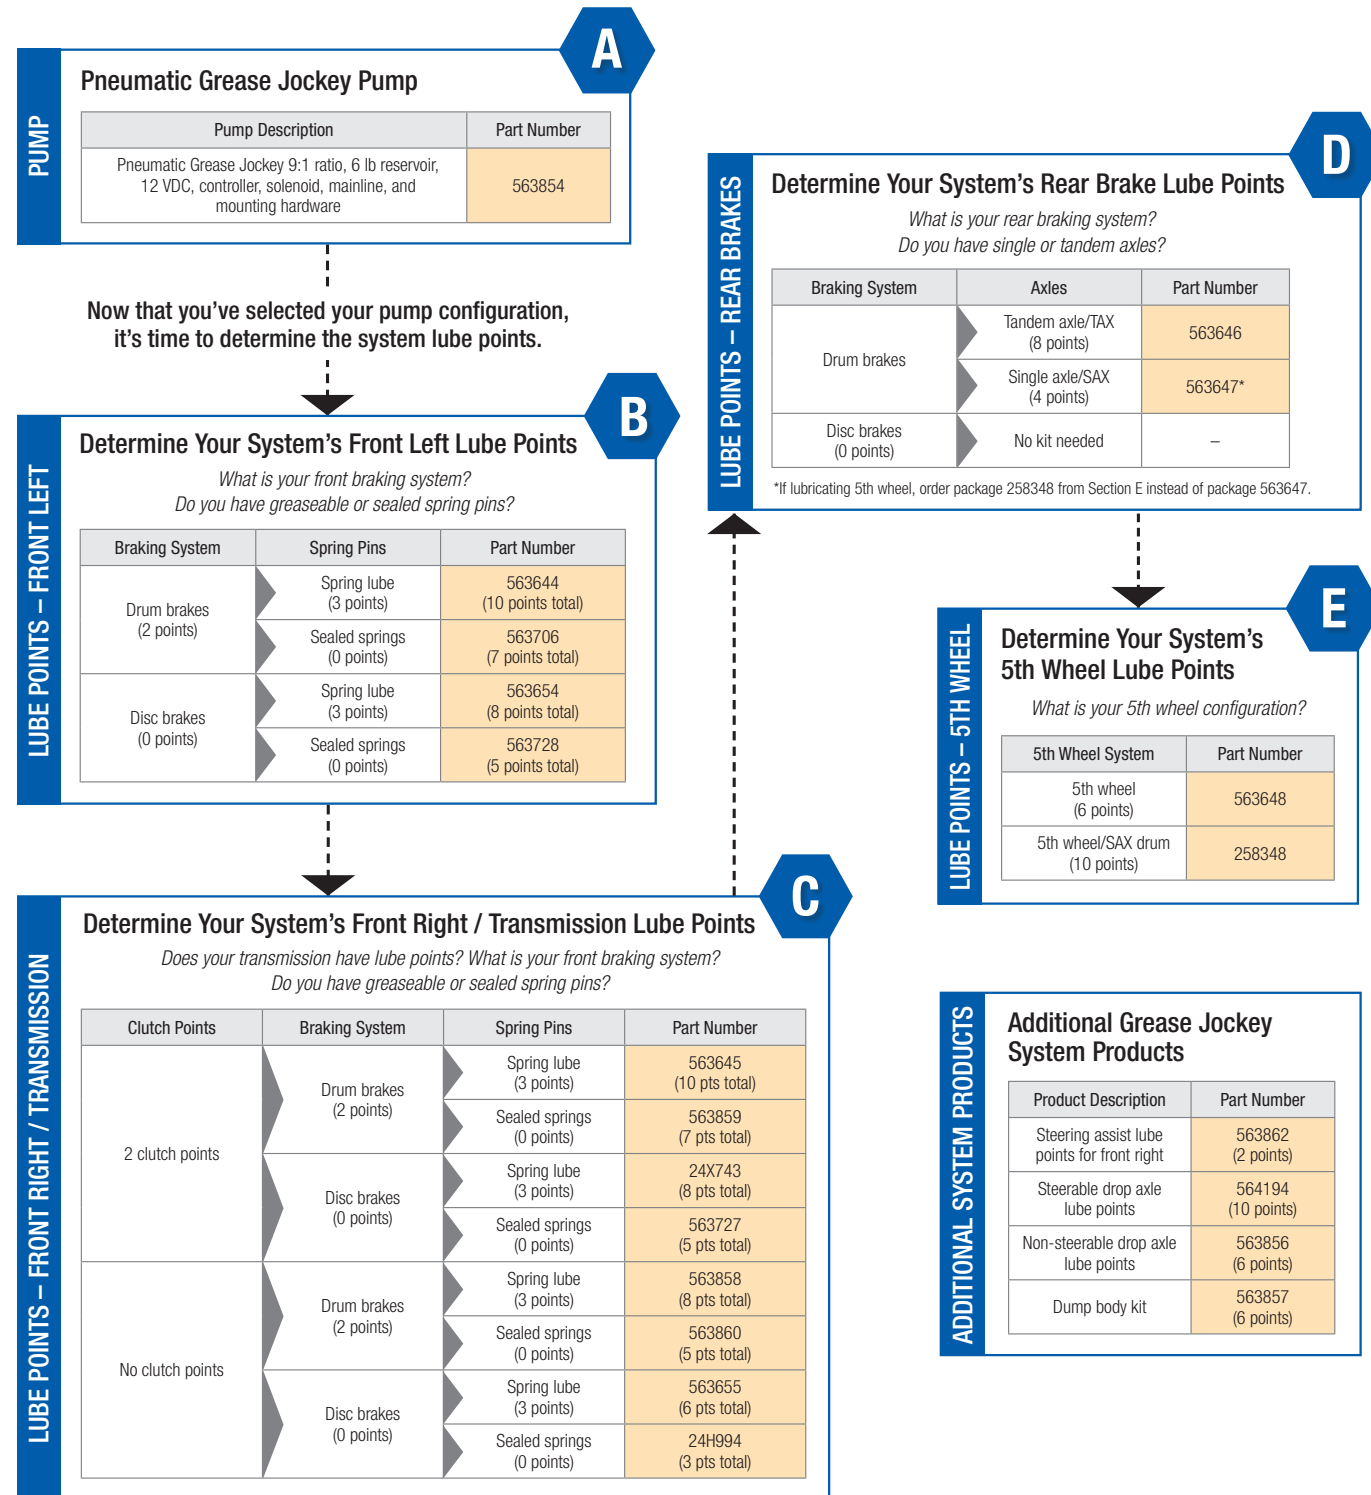 A
PUMP
Pneumatic Grease Jockey Pump
Pump Description
Part Number
Pneumatic Grease Jockey 9:1 ratio, 6 lb reservoir,
12 VDC, controller, solenoid, mainline, and
mounting hardware
563854
Now that you've selected your pump configuration,
it's time to determine the system lube points.
B
LUBE POINTS – FRONT LEFT
Determine Your System's Front Left Lube Points
What is your front braking system?
Do you have greaseable or sealed spring pins?
Braking System
Spring Pins
Part Number
Drum brakes
(2 points)
Spring lube
(3 points)
563644
(10 points total)
Sealed springs
(0 points)
563706
(7 points total)
Disc brakes
(0 points)
Spring lube
(3 points)
563654
(8 points total)
Sealed springs
(0 points)
563728
(5 points total)
C
LUBE POINTS – FRONT RIGHT / TRANSMISSION
Determine Your System's Front Right / Transmission Lube Points
Does your transmission have lube points? What is your front braking system?
Do you have greaseable or sealed spring pins?
Clutch Points
Braking System
Spring Pins
Part Number
2 clutch points
Drum brakes
(2 points)
Spring lube
(3 points)
563645
(10 pts total)
Sealed springs
(0 points)
563859
(7 pts total)
Disc brakes
(0 points)
Spring lube
(3 points)
24X743
(8 pts total)
Sealed springs
(0 points)
563727
(5 pts total)
No clutch points
Drum brakes
(2 points)
Spring lube
(3 points)
563858
(8 pts total)
Sealed springs
(0 points)
563860
(5 pts total)
Disc brakes
(0 points)
Spring lube
(3 points)
563655
(6 pts total)
Sealed springs
(0 points)
24H994
(3 pts total)
D
LUBE POINTS – REAR BRAKES
Determine Your System's Rear Brake Lube Points
What is your rear braking system?
Do you have single or tandem axles?
Braking System
Axles
Part Number
Drum brakes
Tandem axle/TAX
(8 points)
563646
Single axle/SAX
(4 points)
563647*
Disc brakes
(0 points)
No kit needed
–
*If lubricating 5th wheel, order package 258348 from Section E instead of package 563647.
E
LUBE POINTS – 5TH WHEEL
Determine Your System's
5th Wheel Lube Points
What is your 5th wheel configuration?
5th Wheel System
Part Number
5th wheel
(6 points)
563648
5th wheel/SAX drum
(10 points)
258348
ADDITIONAL SYSTEM PRODUCTS
Additional Grease Jockey
System Products
Product Description
Part Number
Steering assist lube
points for front right
563862
(2 points)
Steerable drop axle
lube points
564194
(10 points)
Non-steerable drop axle
lube points
563856
(6 points)
Dump body kit
563857
(6 points)